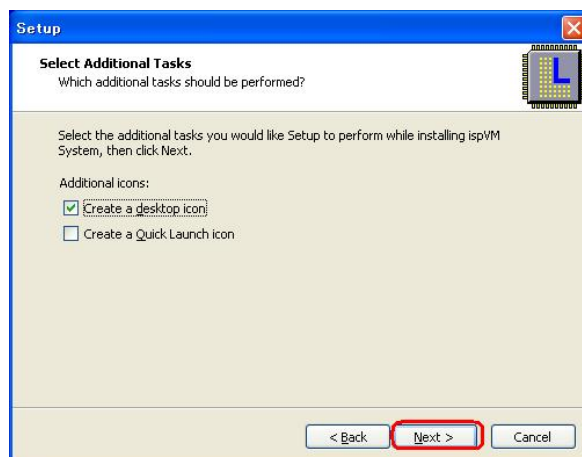 Setup
Select Additional Tasks
Which additional tasks should be performed?
L
Select the additional tasks you would like Setup to perform while installing ispVM
System, then click Next.
Additional icons:
Create a desktop icon
Create a Quick Launch icon
< Back
Next >
Cancel